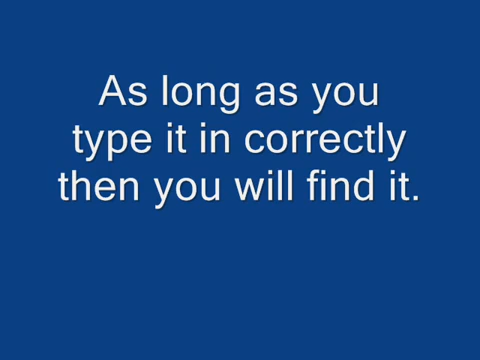 As long as you
type it in correctly
then you will find it.